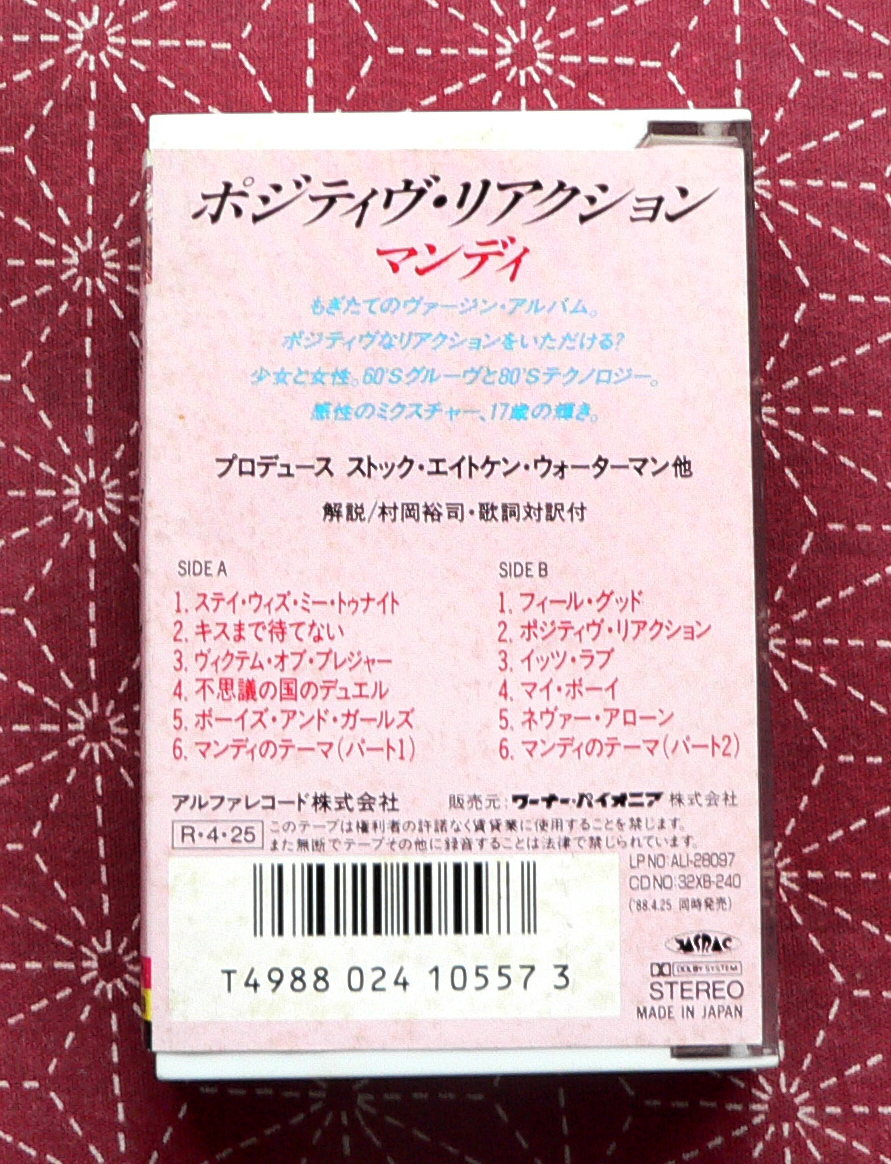 ポジティヴ・リアクション
マンディ
もぎたてのヴァージン・アルバム。
ポジティヴなリアクションをいただける?
少女と女性。60'Sグルーヴと80'Sテクノロジー。
感性のミクスチャー、17歳の輝き。
プロデュース ストック・エイトケン・ウォーターマン他
解説/村岡裕司・歌詞対訳付
SIDE A
1. ステイ・ウィズ・ミー・トゥナイト
2. キスまで待てない
3. ヴィクテム・オブ・プレジャー
4. 不思議の国のデュエル
5. ボーイズ・アンド・ガールズ
6. マンディのテーマ(パート1)
SIDE B
1. フィール・グッド
2. ポジティヴ・リアクション
3. イッツ・ラブ
4. マイ・ボーイ
5. ネヴァー・アローン
6. マンディのテーマ(パート2)
アルファレコード株式会社 販売元:ワーナー・パイオニア株式会社
R・4・25
このテープは権利者の許諾なく賃貸業に使用することを禁じます。
また無断でテープその他に録音することは法律で禁じられています。
LP NO: ALI-28097
CD NO: 32XB-240
('88.4.25 同時発売)
JASRAC
DOLBY SYSTEM
STEREO
MADE IN JAPAN
T4988 024 10557 3